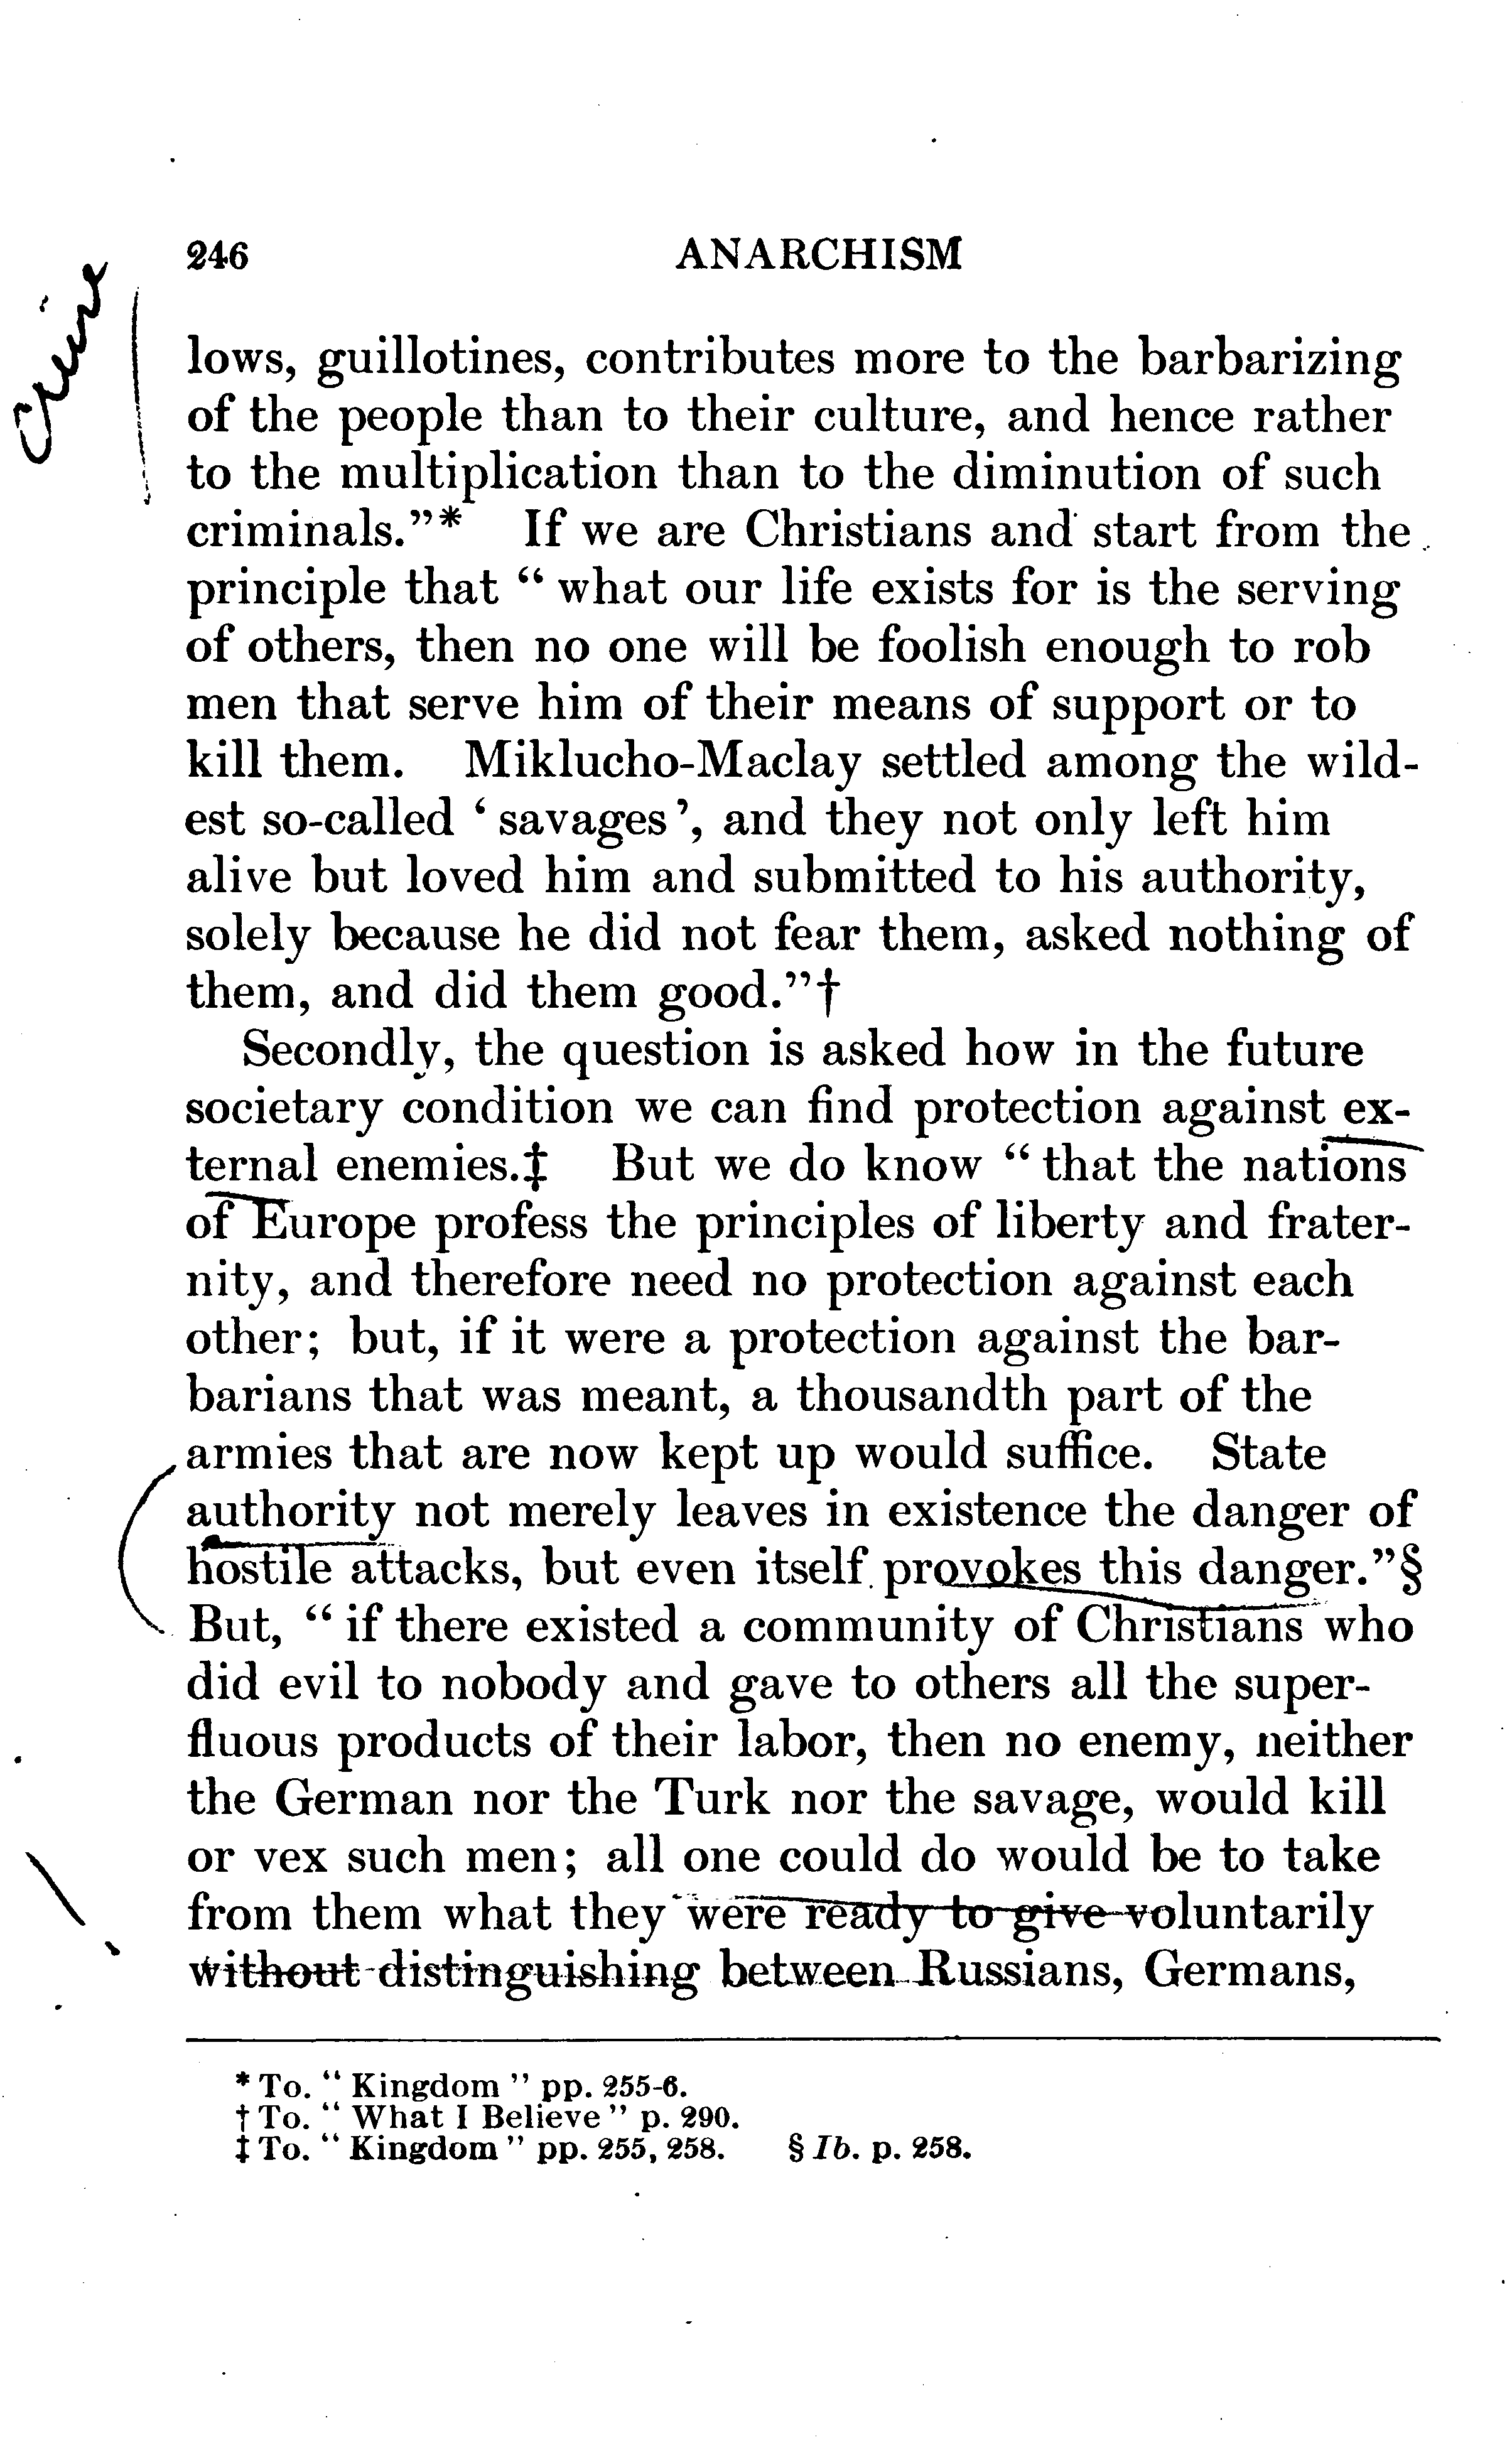 246 ANARCHISM
Crime
lows, guillotines, contributes more to the barbarizing
of the people than to their culture, and hence rather
to the multiplication than to the diminution of such
criminals.”* If we are Christians and start from the
principle that “ what our life exists for is the serving
of others, then no one will be foolish enough to rob
men that serve him of their means of support or to
kill them. Miklucho-Maclay settled among the wild-
est so-called ‘ savages ’, and they not only left him
alive but loved him and submitted to his authority,
solely because he did not fear them, asked nothing of
them, and did them good.”†
Secondly, the question is asked how in the future
societary condition we can find protection against ex-
ternal enemies.‡ But we do know “ that the nations
of Europe profess the principles of liberty and frater-
nity, and therefore need no protection against each
other; but, if it were a protection against the bar-
barians that was meant, a thousandth part of the
armies that are now kept up would suffice. State
authority not merely leaves in existence the danger of
hostile attacks, but even itself provokes this danger.”§
But, “ if there existed a community of Christians who
did evil to nobody and gave to others all the super-
fluous products of their labor, then no enemy, neither
the German nor the Turk nor the savage, would kill
or vex such men; all one could do would be to take
from them what they were ready to give voluntarily
without distinguishing between Russians, Germans,
* To. “ Kingdom ” pp. 255-6.
† To. “ What I Believe ” p. 290.
‡ To. “ Kingdom ” pp. 255, 258. § Ib. p. 258.